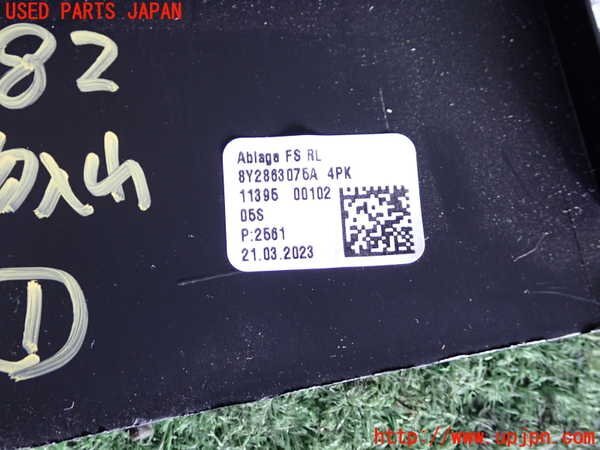 USED PARTS JAPAN
82
Ablage FS RL
8Y2863075A 4PK
11395 00102
05S
P:2561
21.03.2023
http://www.upjpn.com